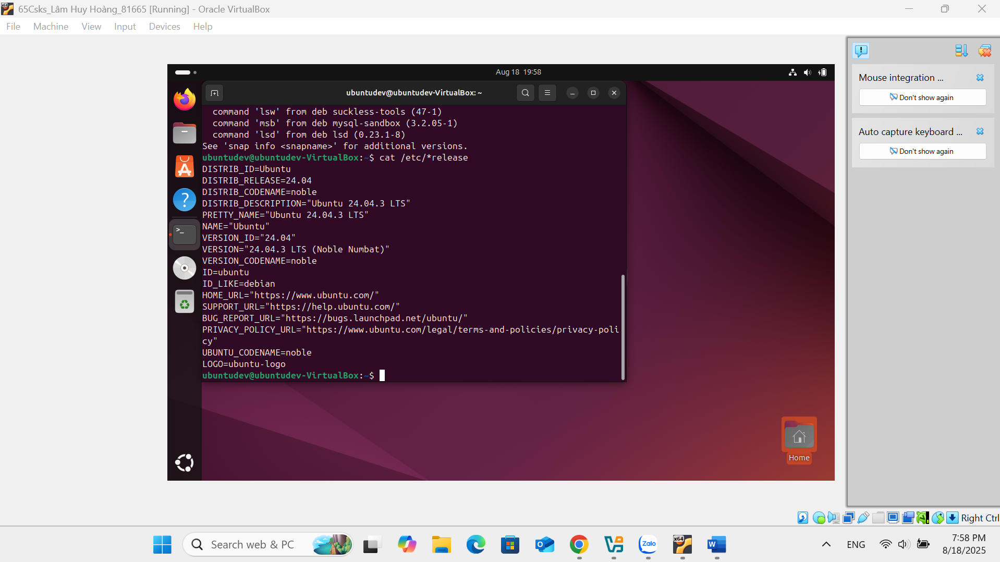 65Csks_Lâm Huy Hoàng_81665 [Running] - Oracle VirtualBox
File Machine View Input Devices Help
Aug 18 19:58
ubuntudev@ubuntudev-VirtualBox: ~
command 'lsw' from deb suckless-tools (47-1)
command 'msb' from deb mysql-sandbox (3.2.05-1)
command 'lsd' from deb lsd (0.23.1-8)
See 'snap info <snapname>' for additional versions.
ubuntudev@ubuntudev-VirtualBox:~$ cat /etc/*release
DISTRIB_ID=Ubuntu
DISTRIB_RELEASE=24.04
DISTRIB_CODENAME=noble
DISTRIB_DESCRIPTION="Ubuntu 24.04.3 LTS"
PRETTY_NAME="Ubuntu 24.04.3 LTS"
NAME="Ubuntu"
VERSION_ID="24.04"
VERSION="24.04.3 LTS (Noble Numbat)"
VERSION_CODENAME=noble
ID=ubuntu
ID_LIKE=debian
HOME_URL="https://www.ubuntu.com/"
SUPPORT_URL="https://help.ubuntu.com/"
BUG_REPORT_URL="https://bugs.launchpad.net/ubuntu/"
PRIVACY_POLICY_URL="https://www.ubuntu.com/legal/terms-and-policies/privacy-poli
cy"
UBUNTU_CODENAME=noble
LOGO=ubuntu-logo
ubuntudev@ubuntudev-VirtualBox:~$
Home
Mouse integration ...
Don't show again
Auto capture keyboard ...
Don't show again
Right Ctrl
Search web & PC
Zalo
x64
W
ENG
7:58 PM
8/18/2025